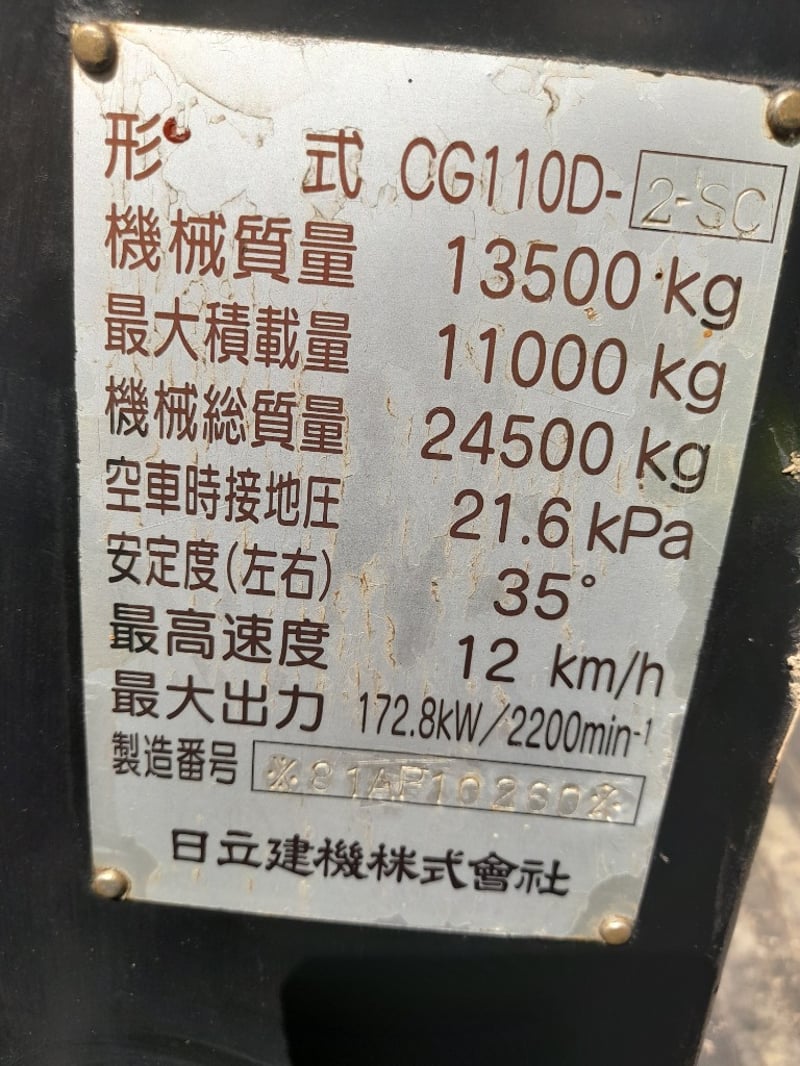 形式 CG110D-2-SC
機械質量 13500 kg
最大積載量 11000 kg
機械総質量 24500 kg
空車時接地圧 21.6 kPa
安定度(左右) 35°
最高速度 12 km/h
最大出力 172.8kW/2200min-1
製造番号 ※81AP10260※
日立建機株式會社